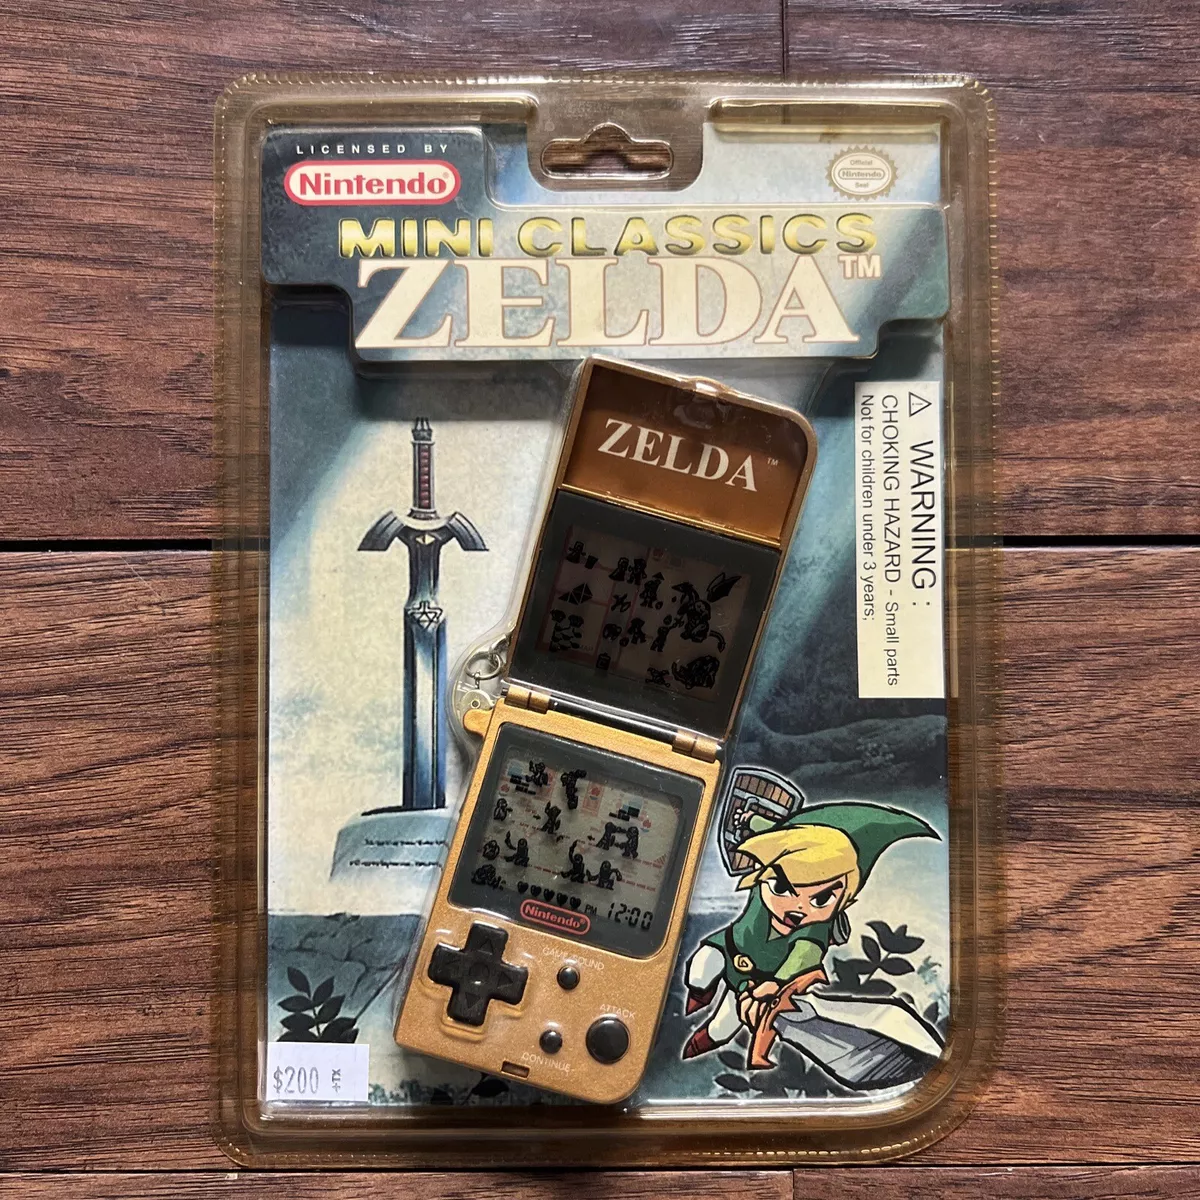 LICENSED BY
Nintendo®
Official
Nintendo
Seal
MINI CLASSICS
ZELDA™
⚠ WARNING:
CHOKING HAZARD - Small parts
Not for children under 3 years;
ZELDA™
Nintendo®
PM 12:00
GAME SOUND
ATTACK
CONTINUE
$200 +TX